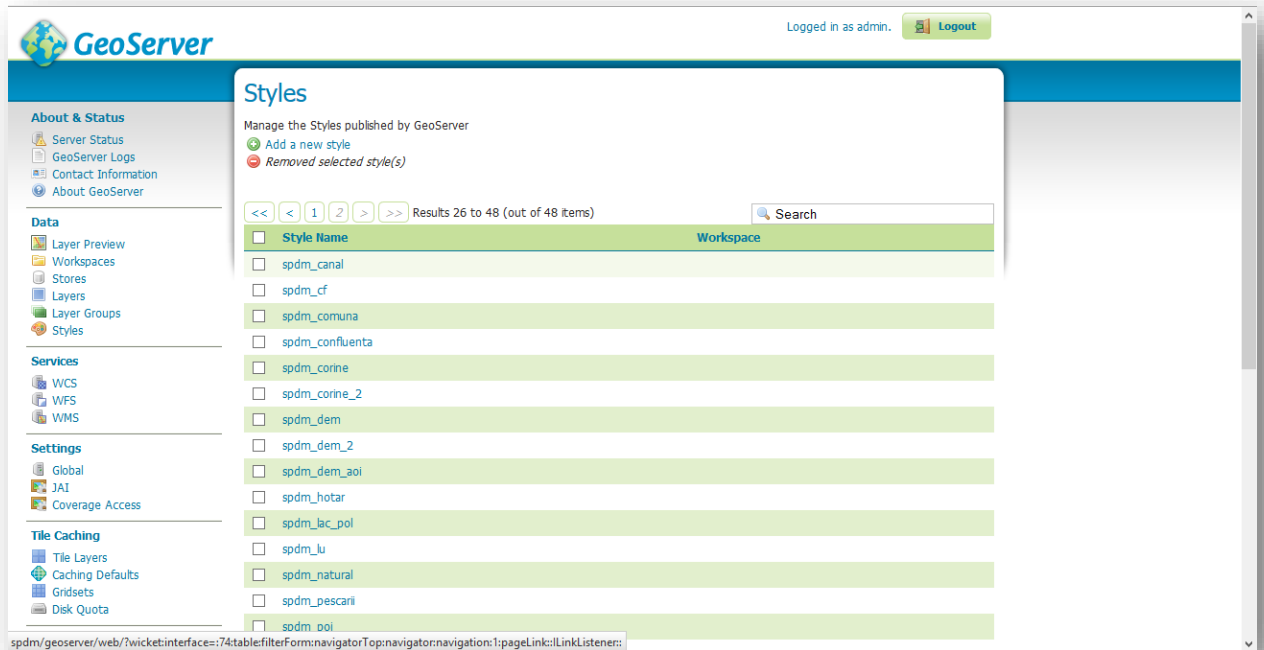 GeoServer
Logged in as admin.
Logout
About & Status
Server Status
GeoServer Logs
Contact Information
About GeoServer
Data
Layer Preview
Workspaces
Stores
Layers
Layer Groups
Styles
Services
WCS
WFS
WMS
Settings
Global
JAI
Coverage Access
Tile Caching
Tile Layers
Caching Defaults
Gridsets
Disk Quota
Styles
Manage the Styles published by GeoServer
Add a new style
Removed selected style(s)
<< < 1 2 > >> Results 26 to 48 (out of 48 items)
Search
Style Name Workspace
spdm_canal
spdm_cf
spdm_comuna
spdm_confluenta
spdm_corine
spdm_corine_2
spdm_dem
spdm_dem_2
spdm_dem_aoi
spdm_hotar
spdm_lac_pol
spdm_lu
spdm_natural
spdm_pescarii
spdm_poi
spdm/geoserver/web/?wicket:interface=:74:table:filterForm:navigatorTop:navigator:navigation:1:pageLink::ILinkListener::